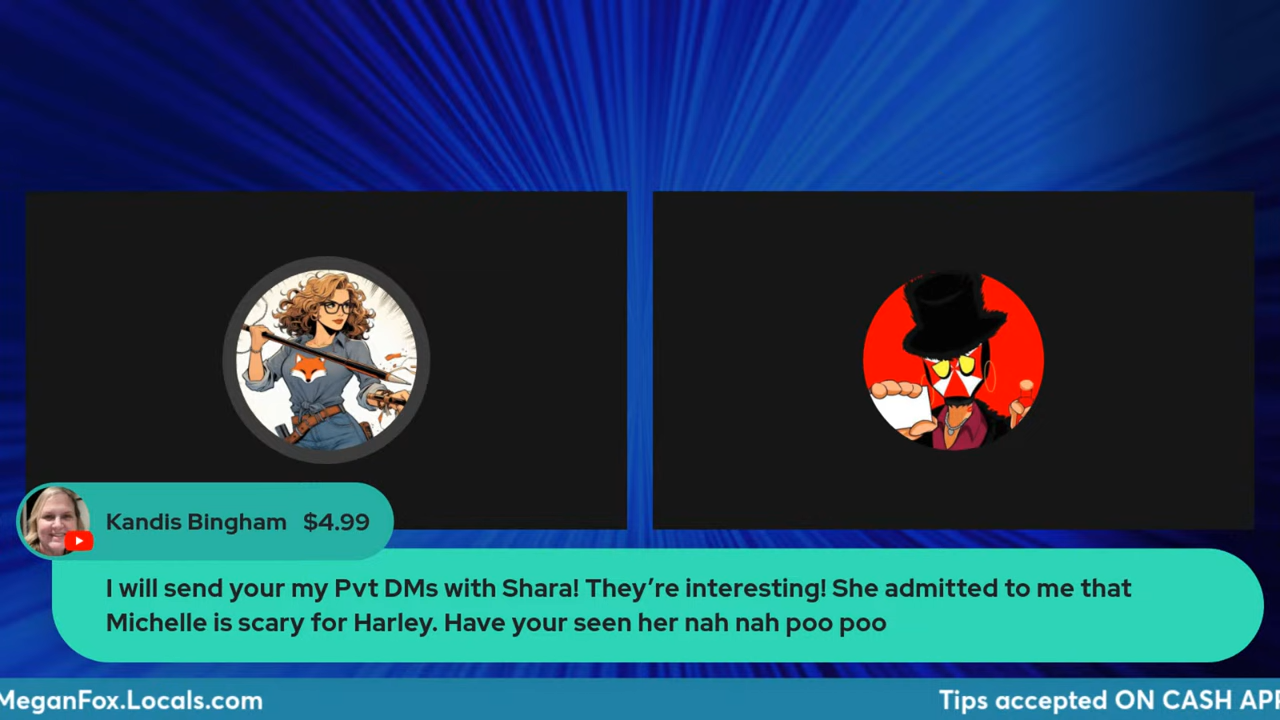 Kandis Bingham $4.99
I will send your my Pvt DMs with Shara! They’re interesting! She admitted to me that
Michelle is scary for Harley. Have your seen her nah nah poo poo
MeganFox.Locals.com
Tips accepted ON CASH APP